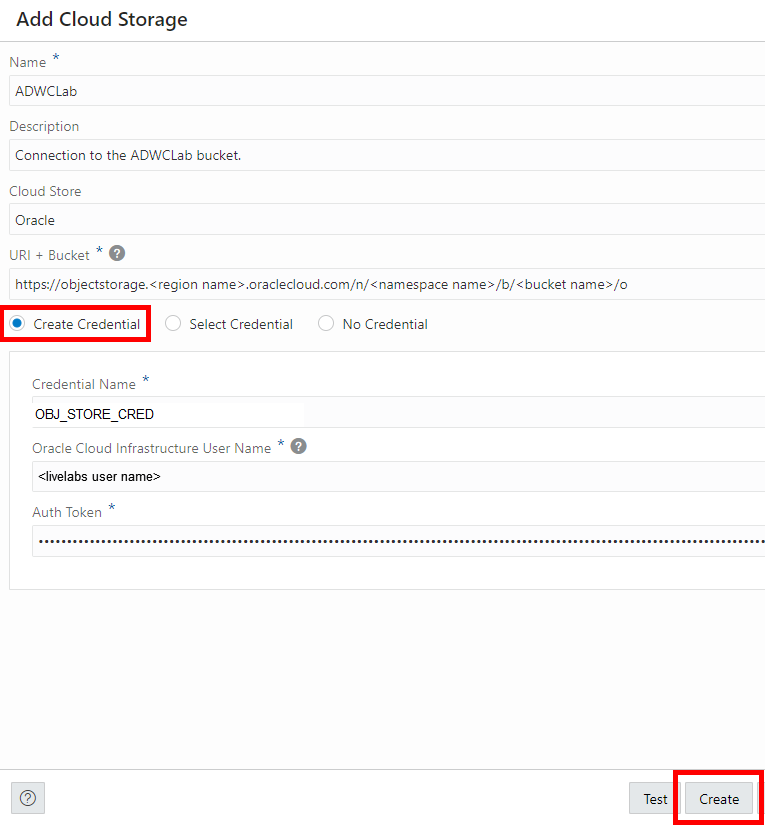 Add Cloud Storage
Name *
ADWCLab
Description
Connection to the ADWCLab bucket.
Cloud Store
Oracle
URI + Bucket * ?
https://objectstorage.<region name>.oraclecloud.com/n/<namespace name>/b/<bucket name>/o
Create Credential Select Credential No Credential
Credential Name *
OBJ_STORE_CRED
Oracle Cloud Infrastructure User Name * ?
<livelabs user name>
Auth Token *
? Test Create